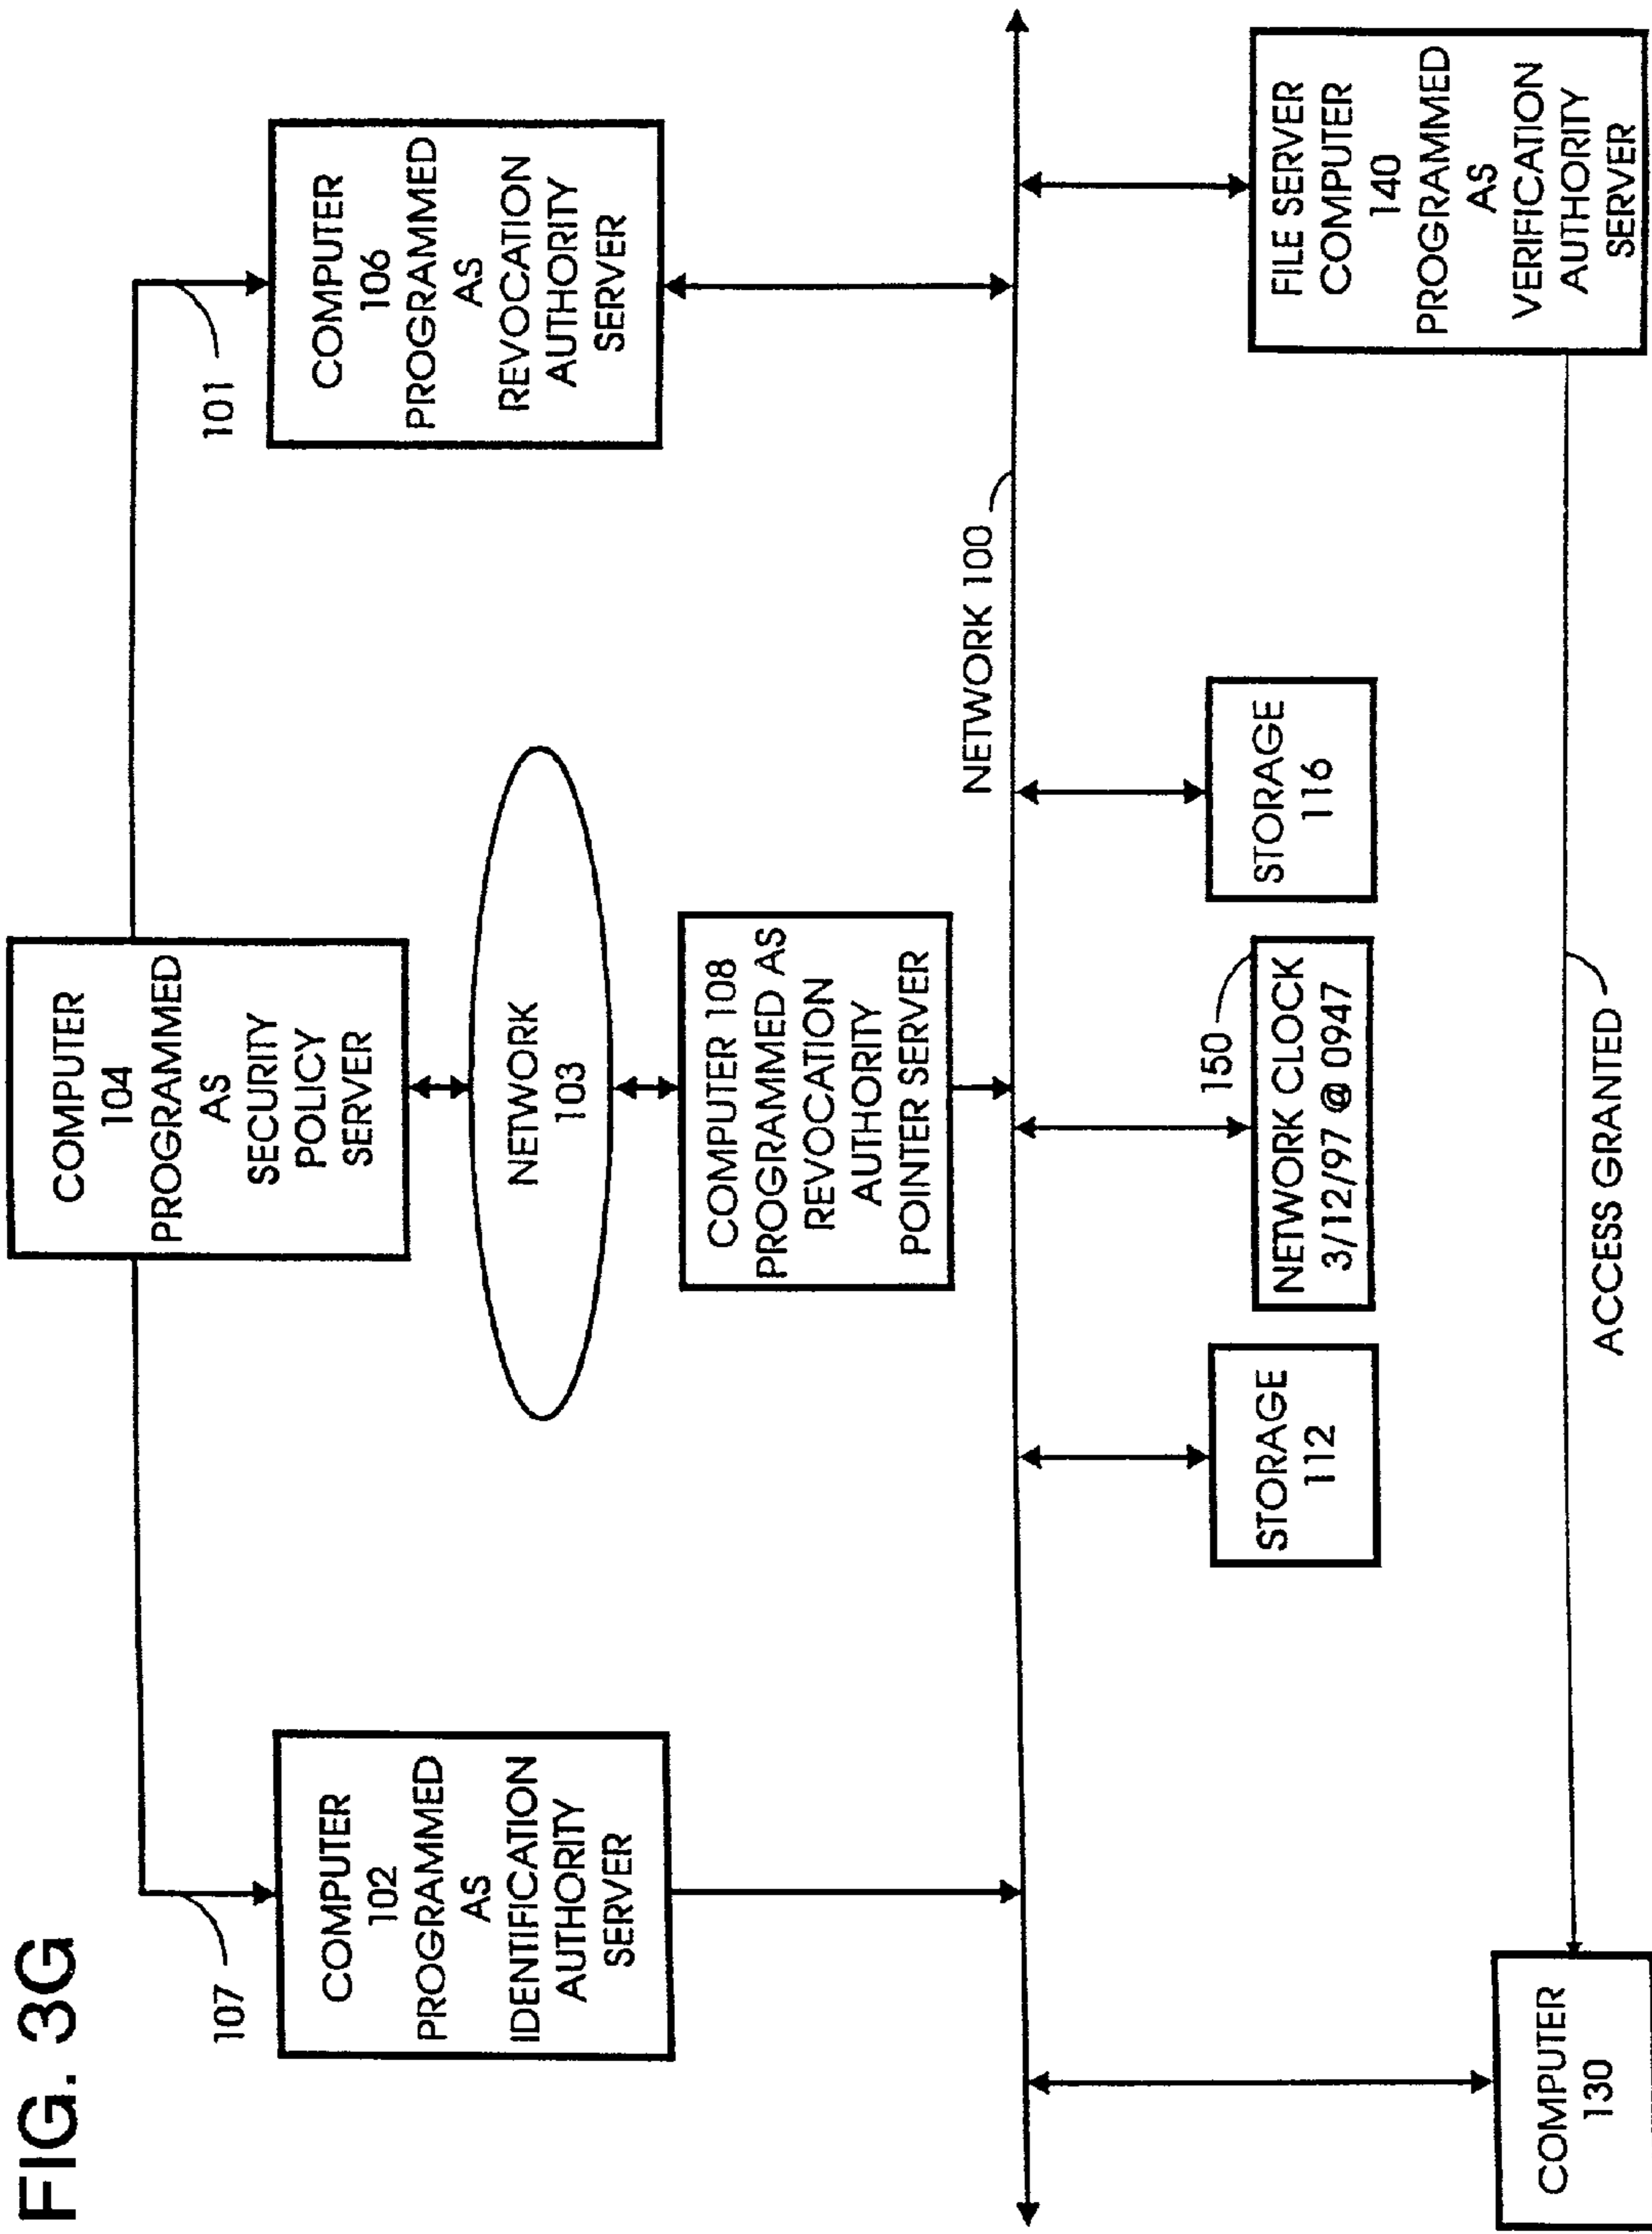 FIG. 3G
COMPUTER
104
PROGRAMMED
AS
SECURITY
POLICY
SERVER
107
101
COMPUTER
102
PROGRAMMED
AS
IDENTIFICATION
AUTHORITY
SERVER
NETWORK
103
COMPUTER
106
PROGRAMMED
AS
REVOCATION
AUTHORITY
SERVER
COMPUTER 108
PROGRAMMED AS
REVOCATION
AUTHORITY
POINTER SERVER
NETWORK 100
STORAGE
112
150
NETWORK CLOCK
3/12/97 @ 0947
STORAGE
116
FILE SERVER
COMPUTER
140
PROGRAMMED
AS
VERIFICATION
AUTHORITY
SERVER
COMPUTER
130
ACCESS GRANTED